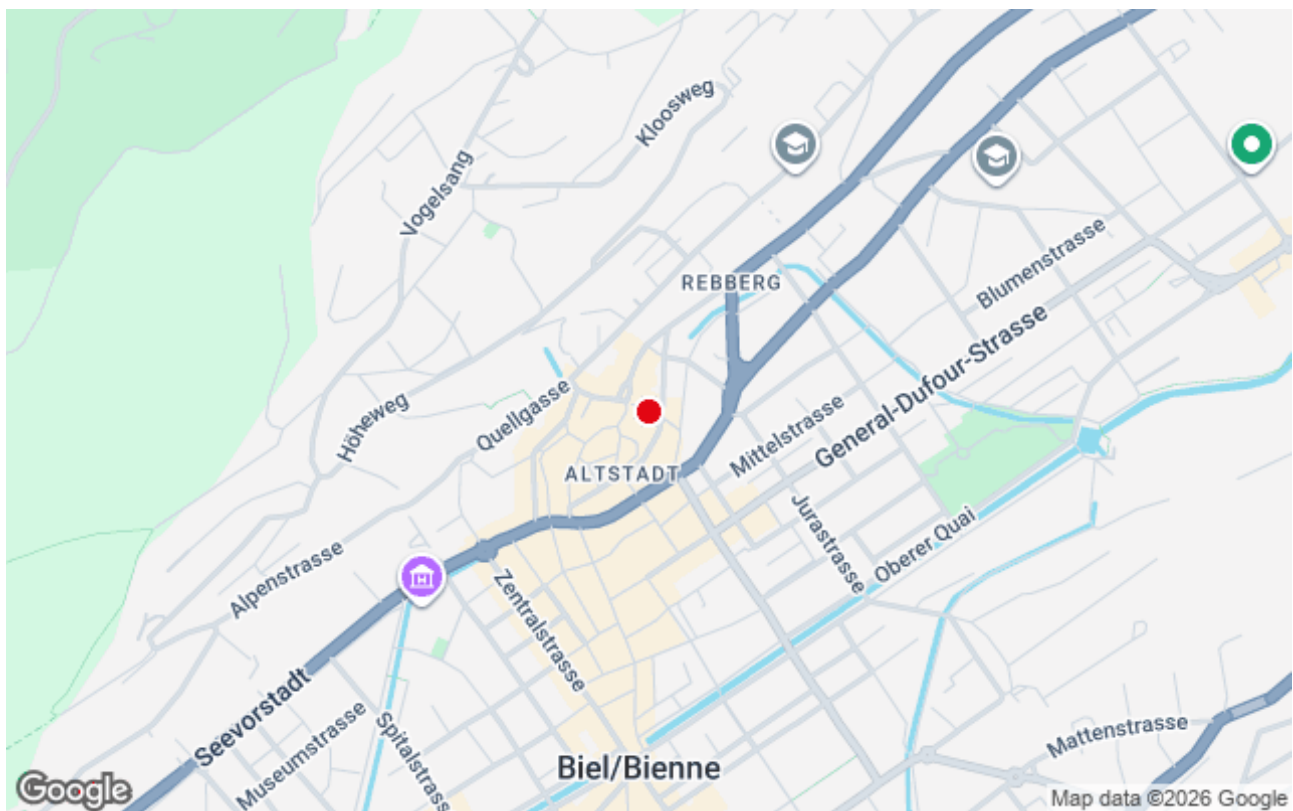 Kloosweg
Vogelsang
REBBERG
Blumenstrasse
General-Dufour-Strasse
Höheweg
Quellgasse
Mittelstrasse
ALTSTADT
Jurastrasse
Oberer Quai
Alpenstrasse
Zentralstrasse
Seevorstadt
Museumstrasse
Spitalstrasse
Mattenstrasse
Biel/Bienne
Google
Map data ©2026 Google